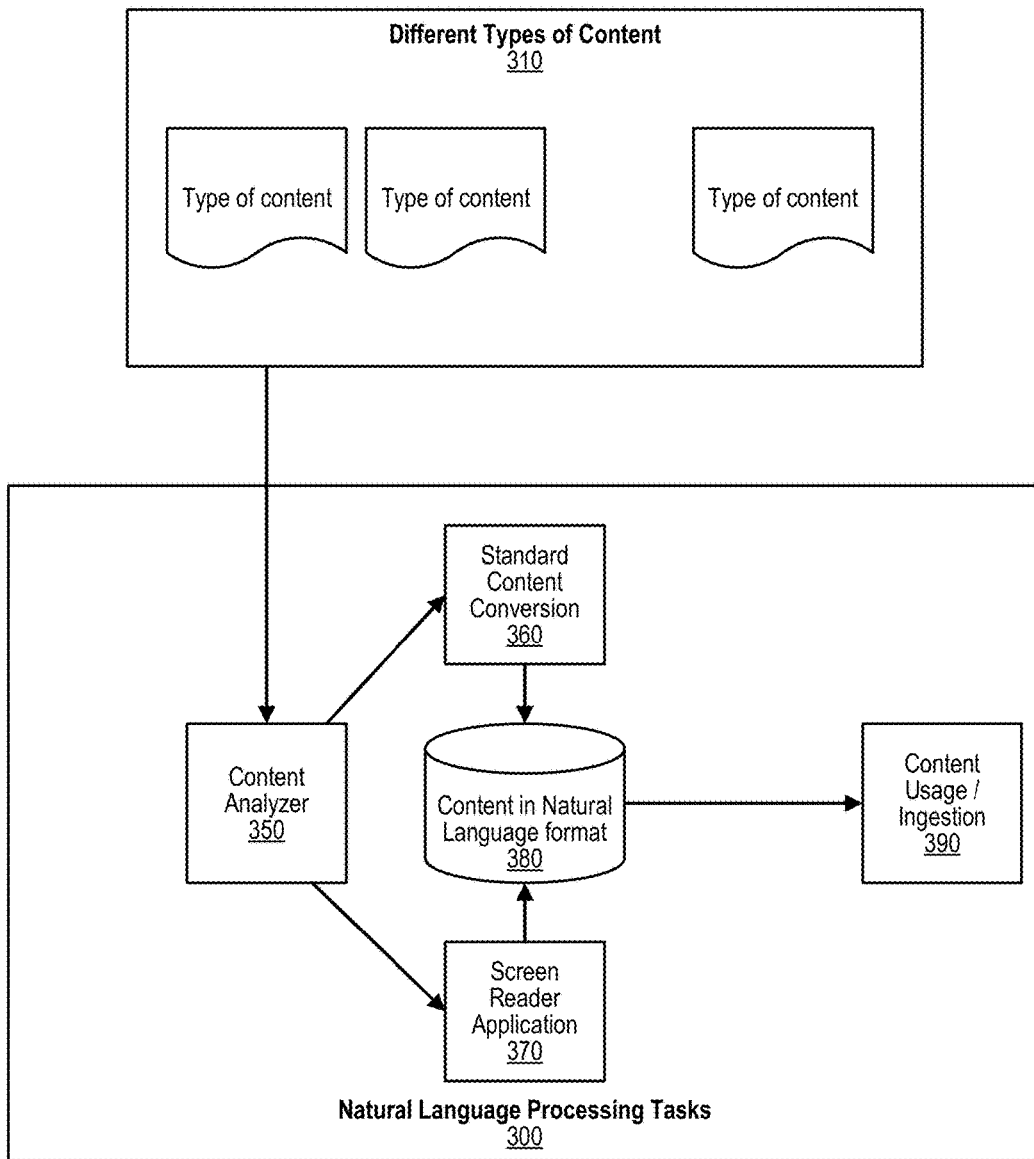 Different Types of Content
310
Type of content
Type of content
Type of content
Standard
Content
Conversion
360
Content
Analyzer
350
Content in Natural
Language format
380
Content
Usage /
Ingestion
390
Screen
Reader
Application
370
Natural Language Processing Tasks
300